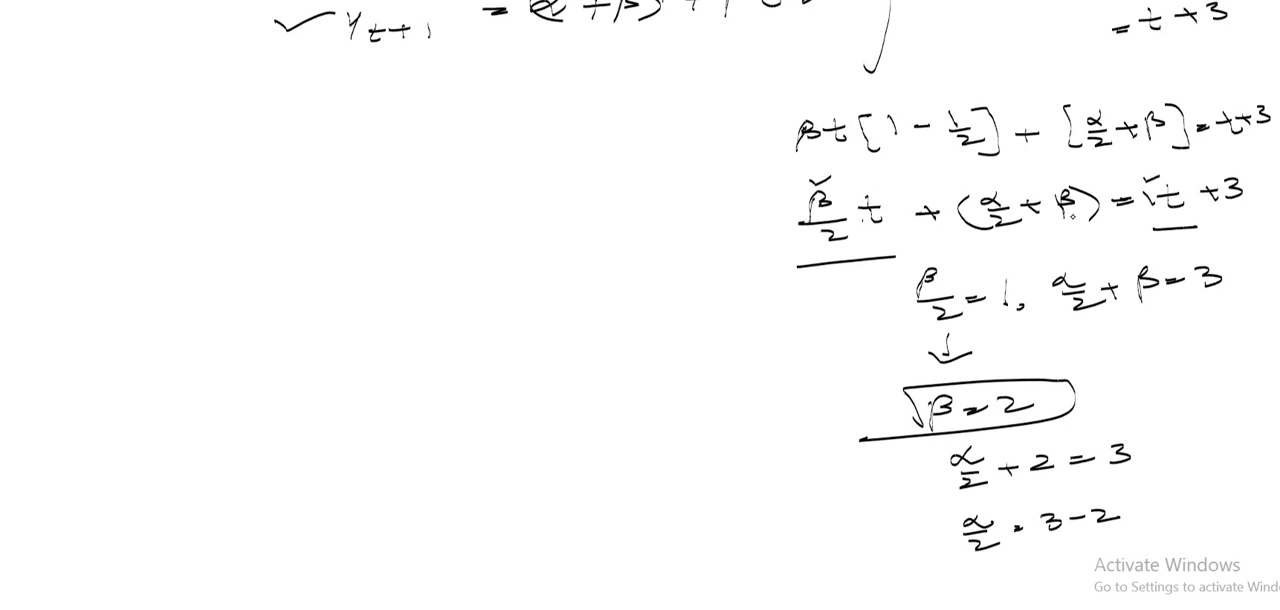 = t + 3
y_{t+1} = (α + β) +
βt[1 - 1/2] + [α/2 + β] = t + 3
β/2 t + (α/2 + β) = 1t + 3
β/2 = 1, α/2 + β = 3
↓
β = 2
α/2 + 2 = 3
α/2 = 3 - 2
Activate Windows
Go to Settings to activate Wind